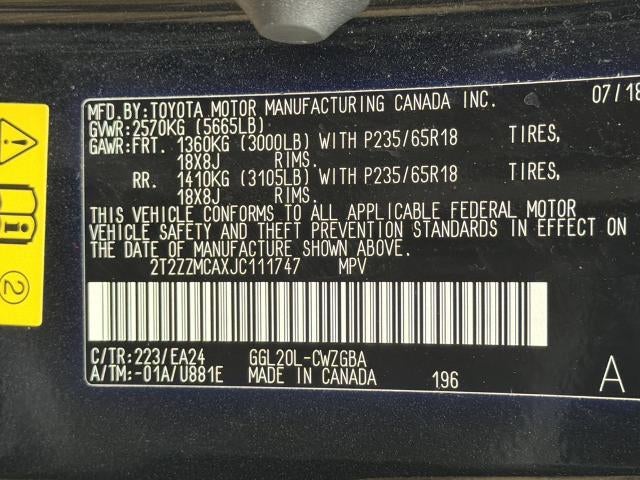 MFD.BY:TOYOTA MOTOR MANUFACTURING CANADA INC. 07/18
GVWR:2570KG (5665LB)
GAWR:FRT. 1360KG (3000LB) WITH P235/65R18 TIRES,
18X8J RIMS.
RR. 1410KG (3105LB) WITH P235/65R18 TIRES,
18X8J RIMS.
THIS VEHICLE CONFORMS TO ALL APPLICABLE FEDERAL MOTOR
VEHICLE SAFETY AND THEFT PREVENTION STANDARDS IN EFFECT ON
THE DATE OF MANUFACTURE SHOWN ABOVE.
2T2ZZMCAXJC111747 MPV
C/TR:223/EA24 GGL20L-CWZGBA
A/TM:-01A/U881E MADE IN CANADA 196 A
2